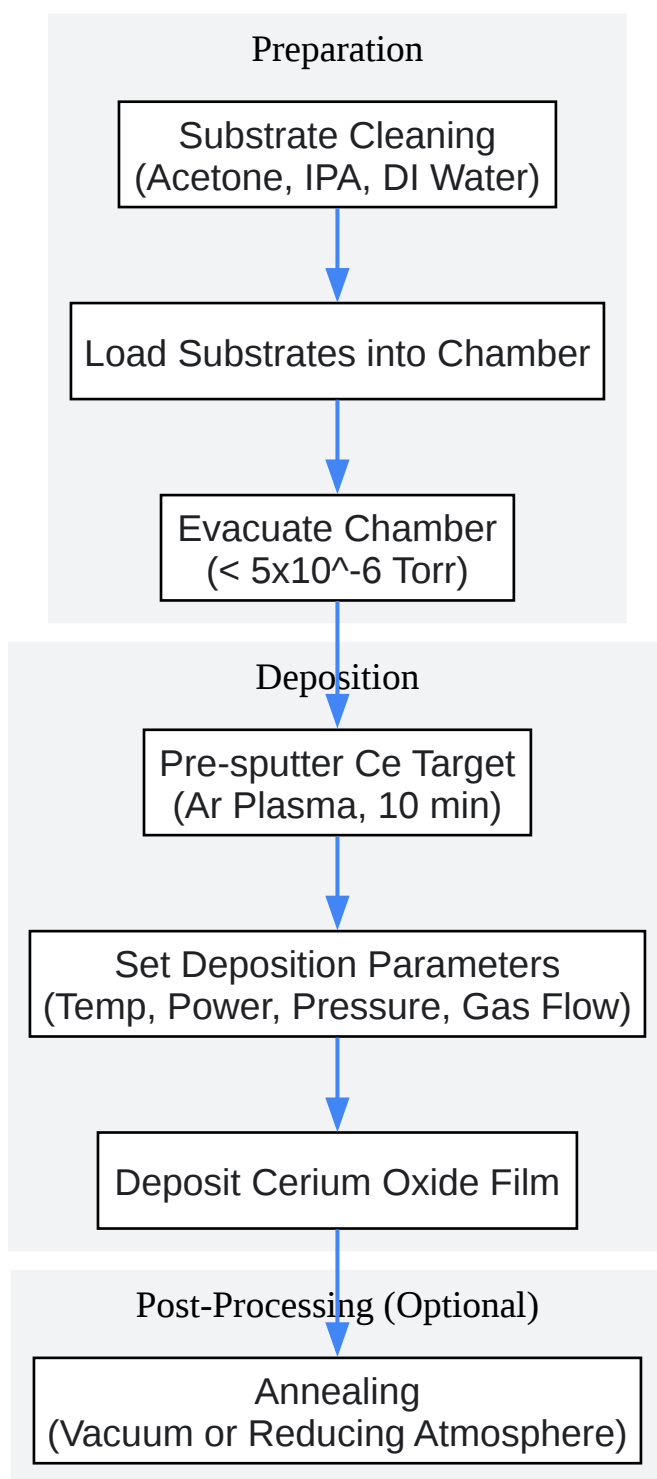 Preparation
Substrate Cleaning
(Acetone, IPA, DI Water)
Load Substrates into Chamber
Evacuate Chamber
(< 5x10^-6 Torr)
Deposition
Pre-sputter Ce Target
(Ar Plasma, 10 min)
Set Deposition Parameters
(Temp, Power, Pressure, Gas Flow)
Deposit Cerium Oxide Film
Post-Processing (Optional)
Annealing
(Vacuum or Reducing Atmosphere)